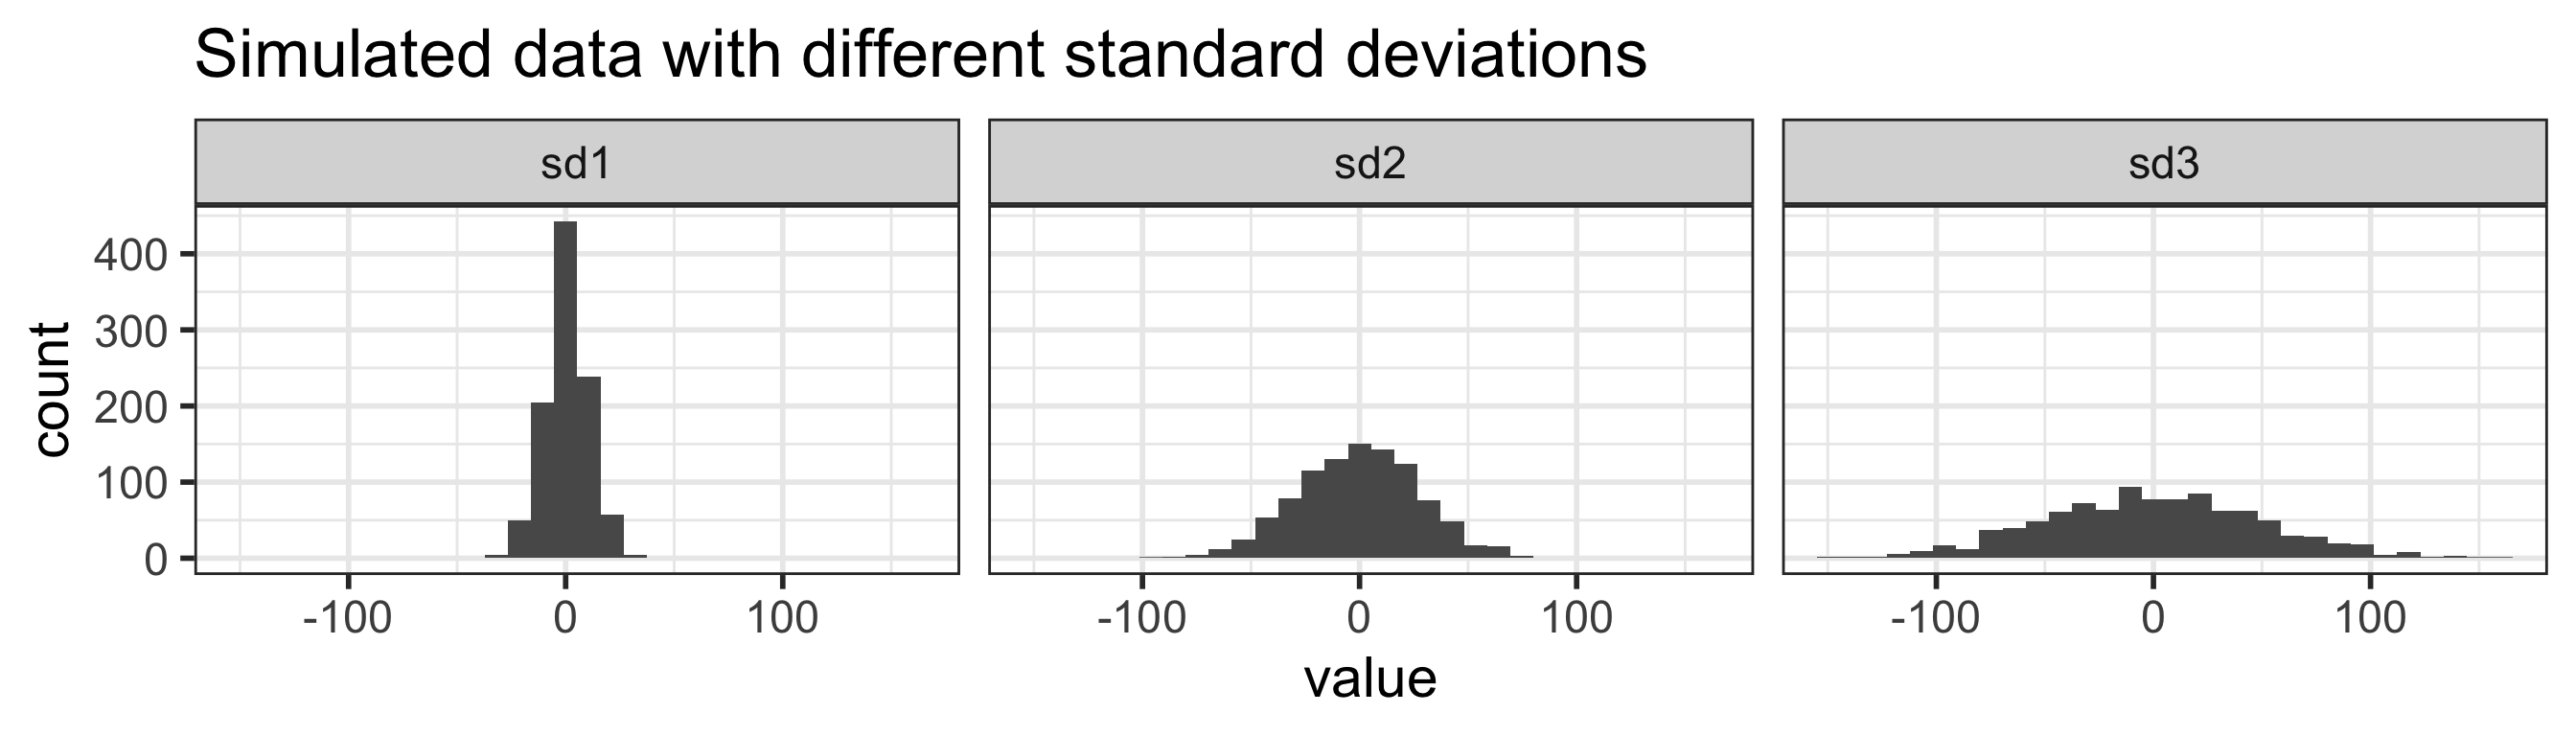 Simulated data with different standard deviations
sd1 sd2 sd3
count
400
300
200
100
0
-100 0 100 -100 0 100 -100 0 100
value